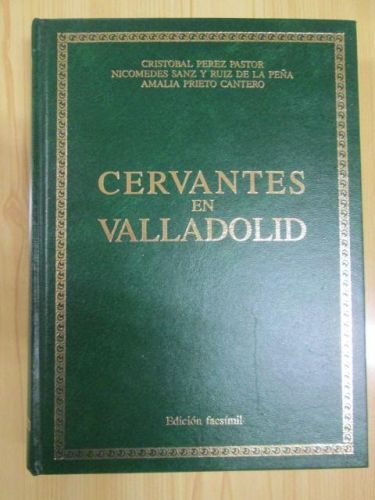 CRISTOBAL PEREZ PASTOR
NICOMEDES SANZ Y RUIZ DE LA PEÑA
AMALIA PRIETO CANTERO
CERVANTES
EN
VALLADOLID
Edición facsímil